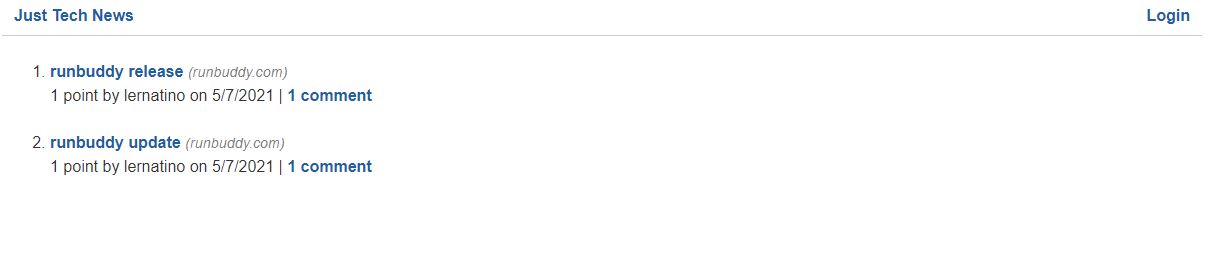 Just Tech News Login
1. runbuddy release (runbuddy.com)
1 point by lernatino on 5/7/2021 | 1 comment
2. runbuddy update (runbuddy.com)
1 point by lernatino on 5/7/2021 | 1 comment